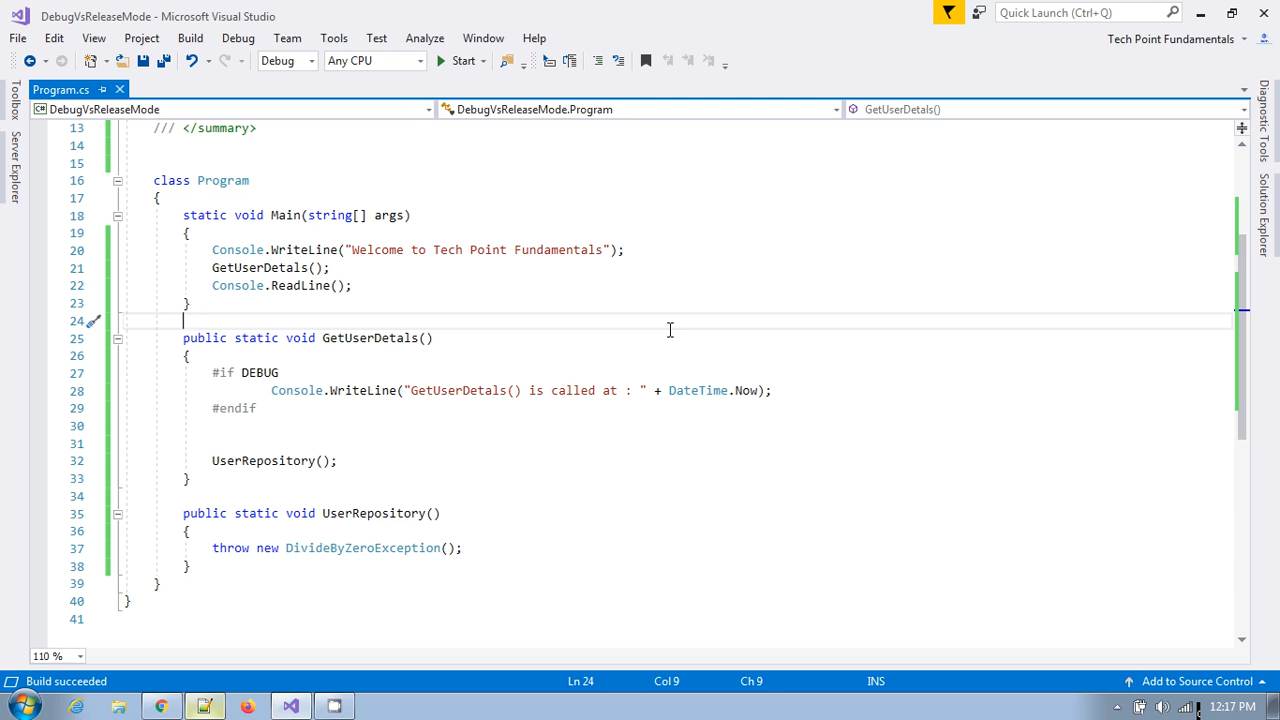 DebugVsReleaseMode - Microsoft Visual Studio
Quick Launch (Ctrl+Q)
File Edit View Project Build Debug Team Tools Test Analyze Window Help
Tech Point Fundamentals
Debug Any CPU Start
Program.cs
DebugVsReleaseMode DebugVsReleaseMode.Program GetUserDetals()
Toolbox
Server Explorer
Diagnostic Tools
Solution Explorer
13 /// </summary>
14
15
16 class Program
17 {
18 static void Main(string[] args)
19 {
20 Console.WriteLine("Welcome to Tech Point Fundamentals");
21 GetUserDetals();
22 Console.ReadLine();
23 }
24
25 public static void GetUserDetals()
26 {
27 #if DEBUG
28 Console.WriteLine("GetUserDetals() is called at : " + DateTime.Now);
29 #endif
30
31
32 UserRepository();
33 }
34
35 public static void UserRepository()
36 {
37 throw new DivideByZeroException();
38 }
39 }
40 }
41
110 %
Build succeeded Ln 24 Col 9 Ch 9 INS Add to Source Control
12:17 PM